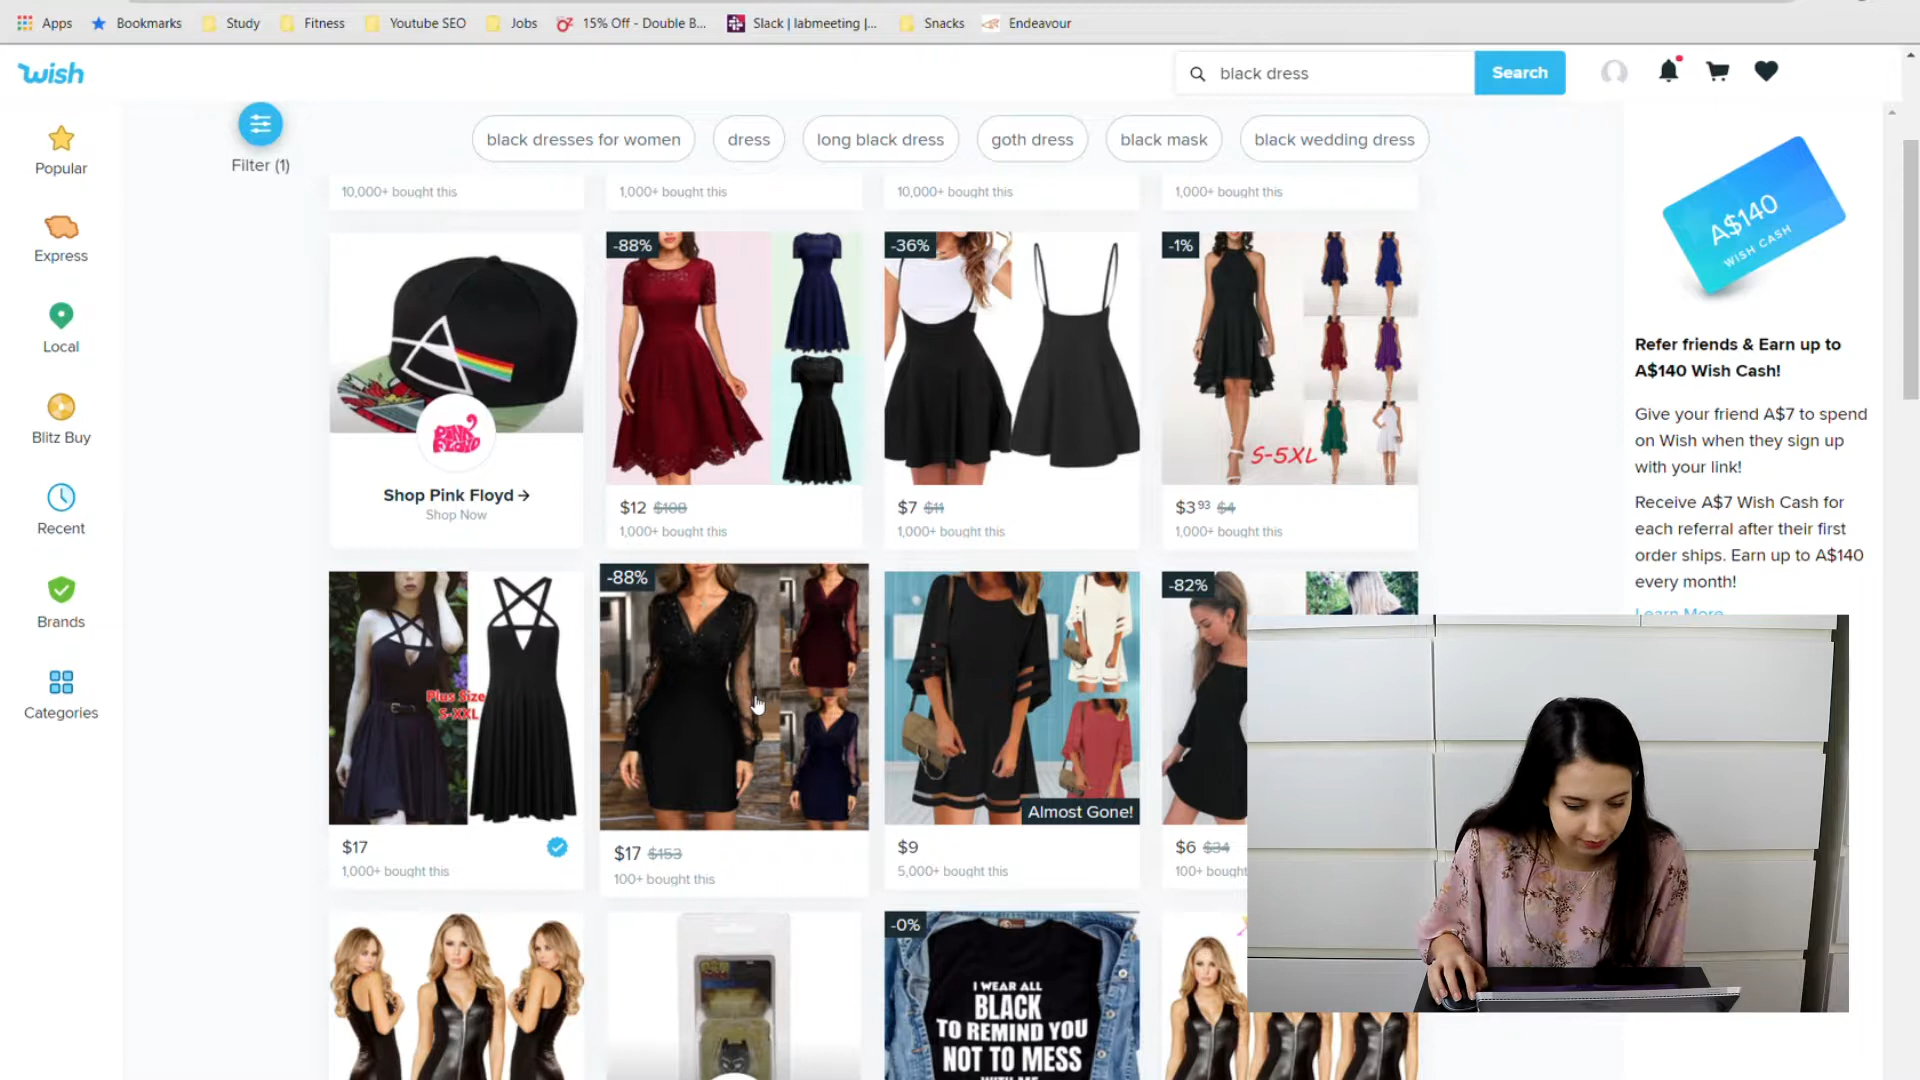 Apps
Bookmarks
Study
Fitness
Youtube SEO
Jobs
15% Off - Double B...
Slack | labmeeting |...
Snacks
Endeavour
wish
black dress
Search
Popular
Express
Local
Blitz Buy
Recent
Brands
Categories
Filter (1)
black dresses for women
dress
long black dress
goth dress
black mask
black wedding dress
10,000+ bought this
1,000+ bought this
10,000+ bought this
1,000+ bought this
PINK
FLOYD
Shop Pink Floyd →
Shop Now
-88%
$12 $108
1,000+ bought this
-36%
$7 $11
1,000+ bought this
-1%
S-5XL
$3 93 $4
1,000+ bought this
Plus Size
S-XXL
$17
1,000+ bought this
-88%
$17 $153
100+ bought this
Almost Gone!
$9
5,000+ bought this
-82%
$6 $34
100+ bought
-0%
I WEAR ALL
BLACK
TO REMIND YOU
NOT TO MESS
WITH ME
A$140
WISH CASH
Refer friends & Earn up to
A$140 Wish Cash!
Give your friend A$7 to spend
on Wish when they sign up
with your link!
Receive A$7 Wish Cash for
each referral after their first
order ships. Earn up to A$140
every month!
Learn More